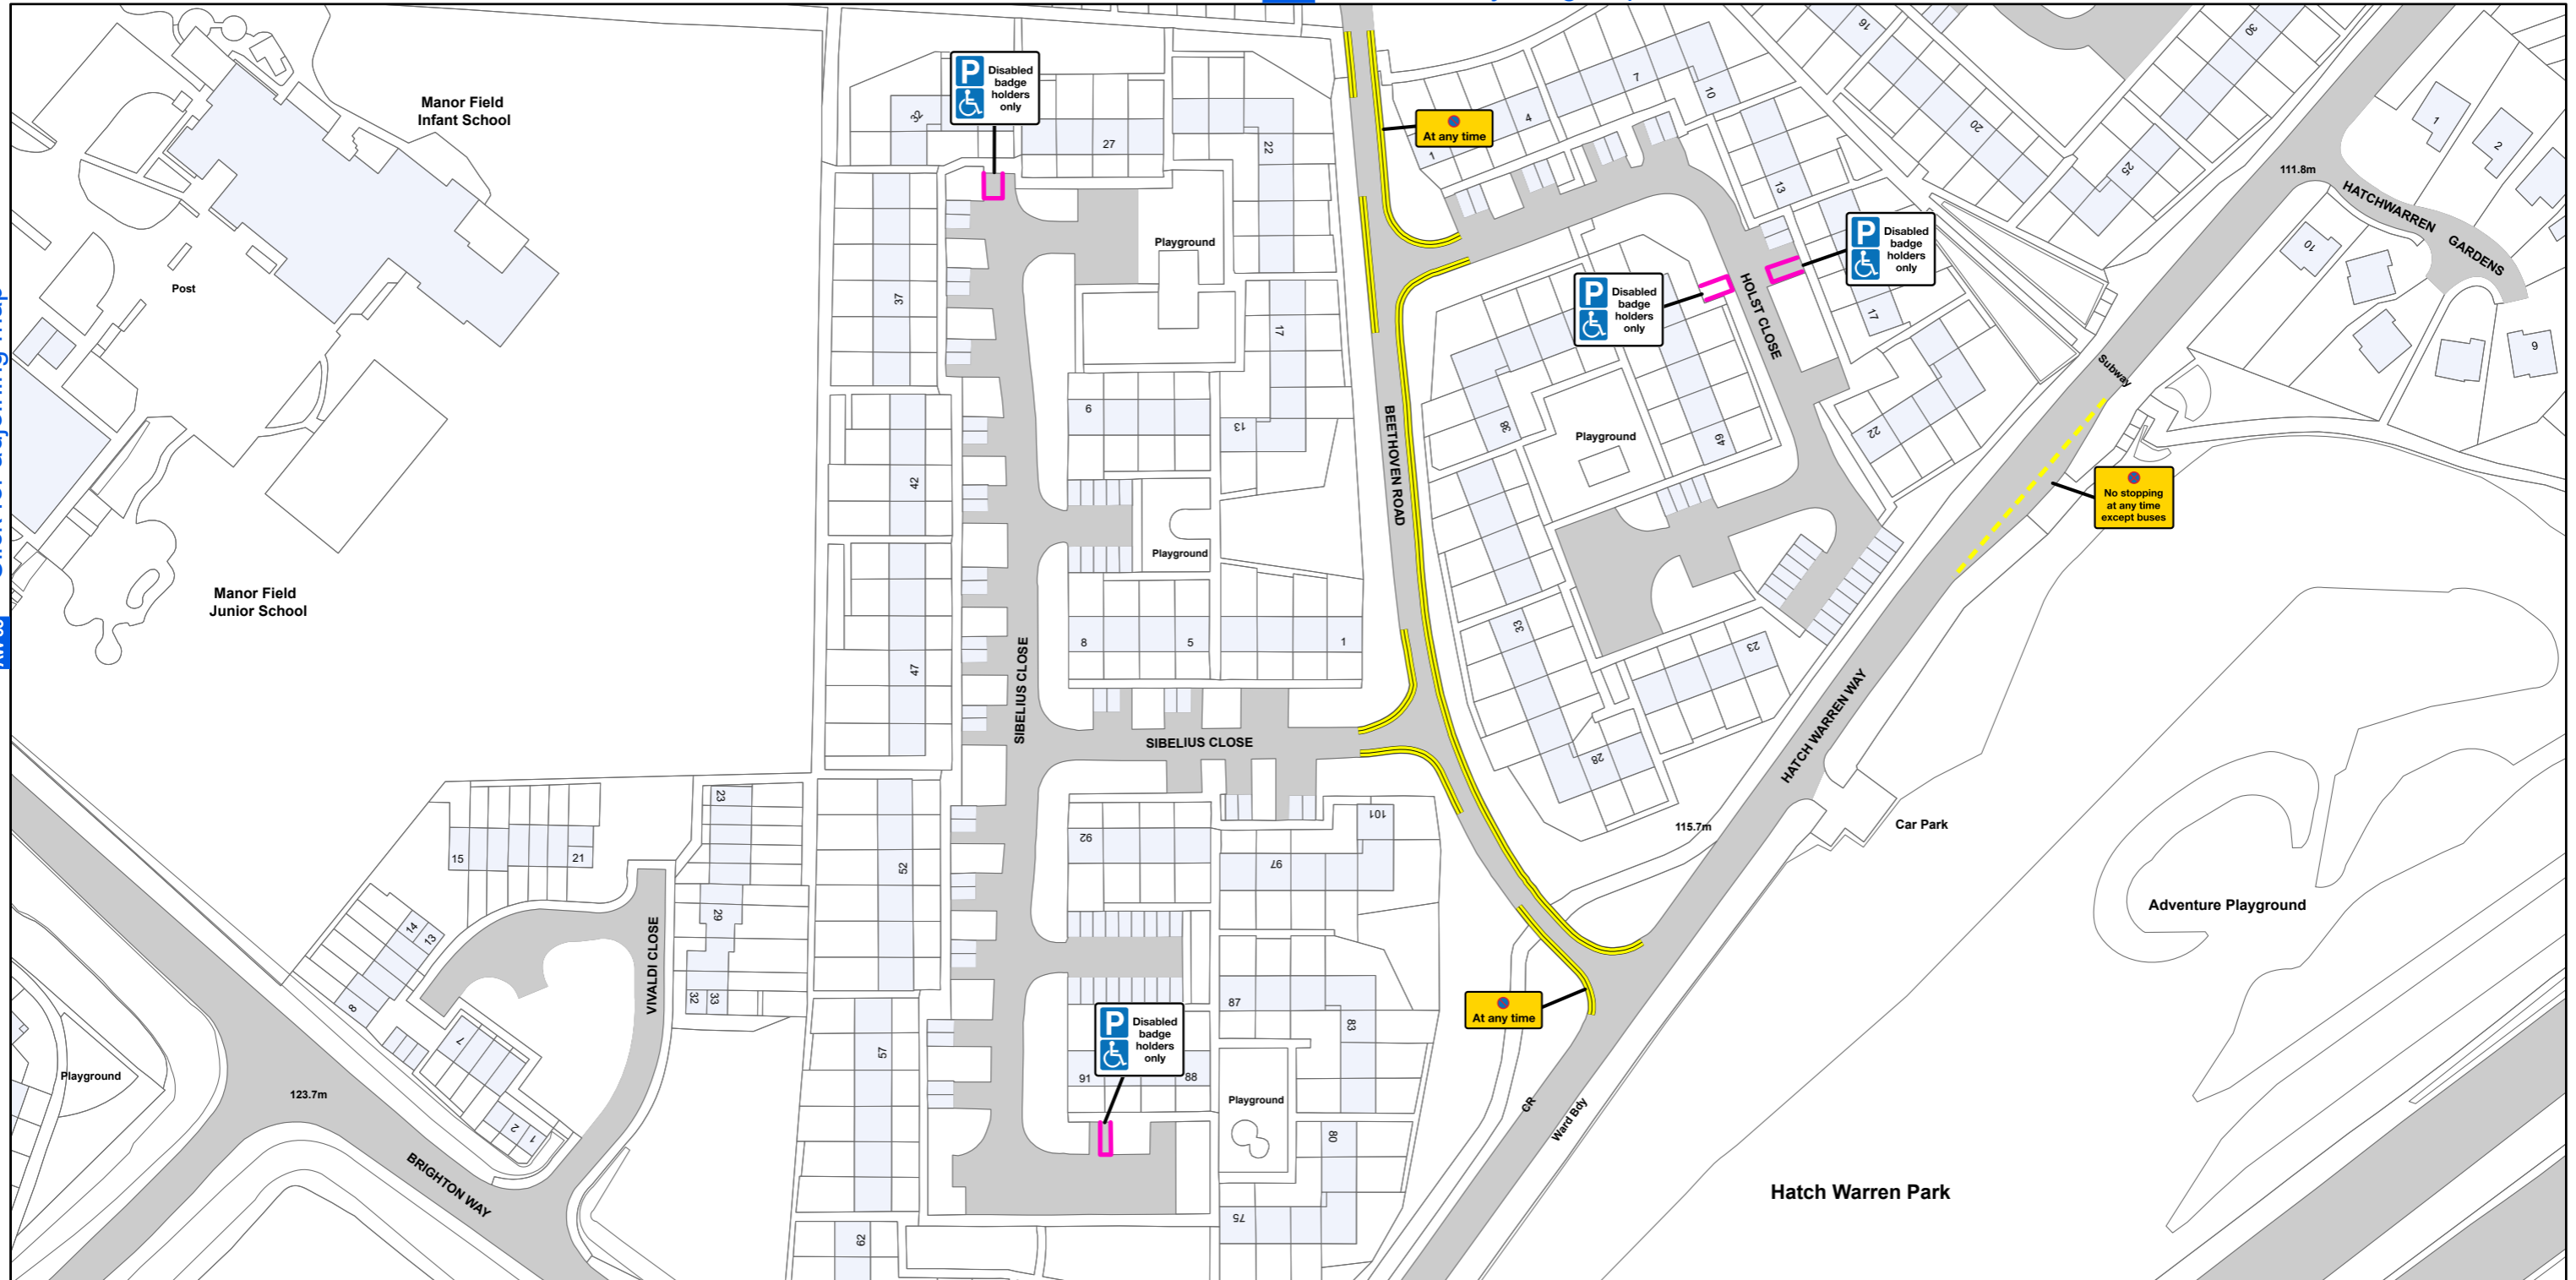 Manor Field
Infant School
Post
Manor Field
Junior School
P
Disabled
badge
holders
only
32
27
22
Playground
37
17
6
13
42
Playground
47
8
5
1
SIBELIUS CLOSE
SIBELIUS CLOSE
BEETHOVEN ROAD
At any time
1
4
7
10
13
16
20
25
30
P
Disabled
badge
holders
only
P
Disabled
badge
holders
only
HOLST CLOSE
17
22
38
49
Playground
33
28
23
111.8m
HATCHWARREN
GARDENS
1
2
10
9
Subway
No stopping
at any time
except buses
HATCH WARREN WAY
115.7m
Car Park
Adventure Playground
Hatch Warren Park
15
21
23
29
32
33
14
13
8
7
2
1
VIVALDI CLOSE
Playground
123.7m
BRIGHTON WAY
52
57
62
92
97
101
87
83
P
Disabled
badge
holders
only
91
88
Playground
80
75
At any time
CR
Ward Bdy